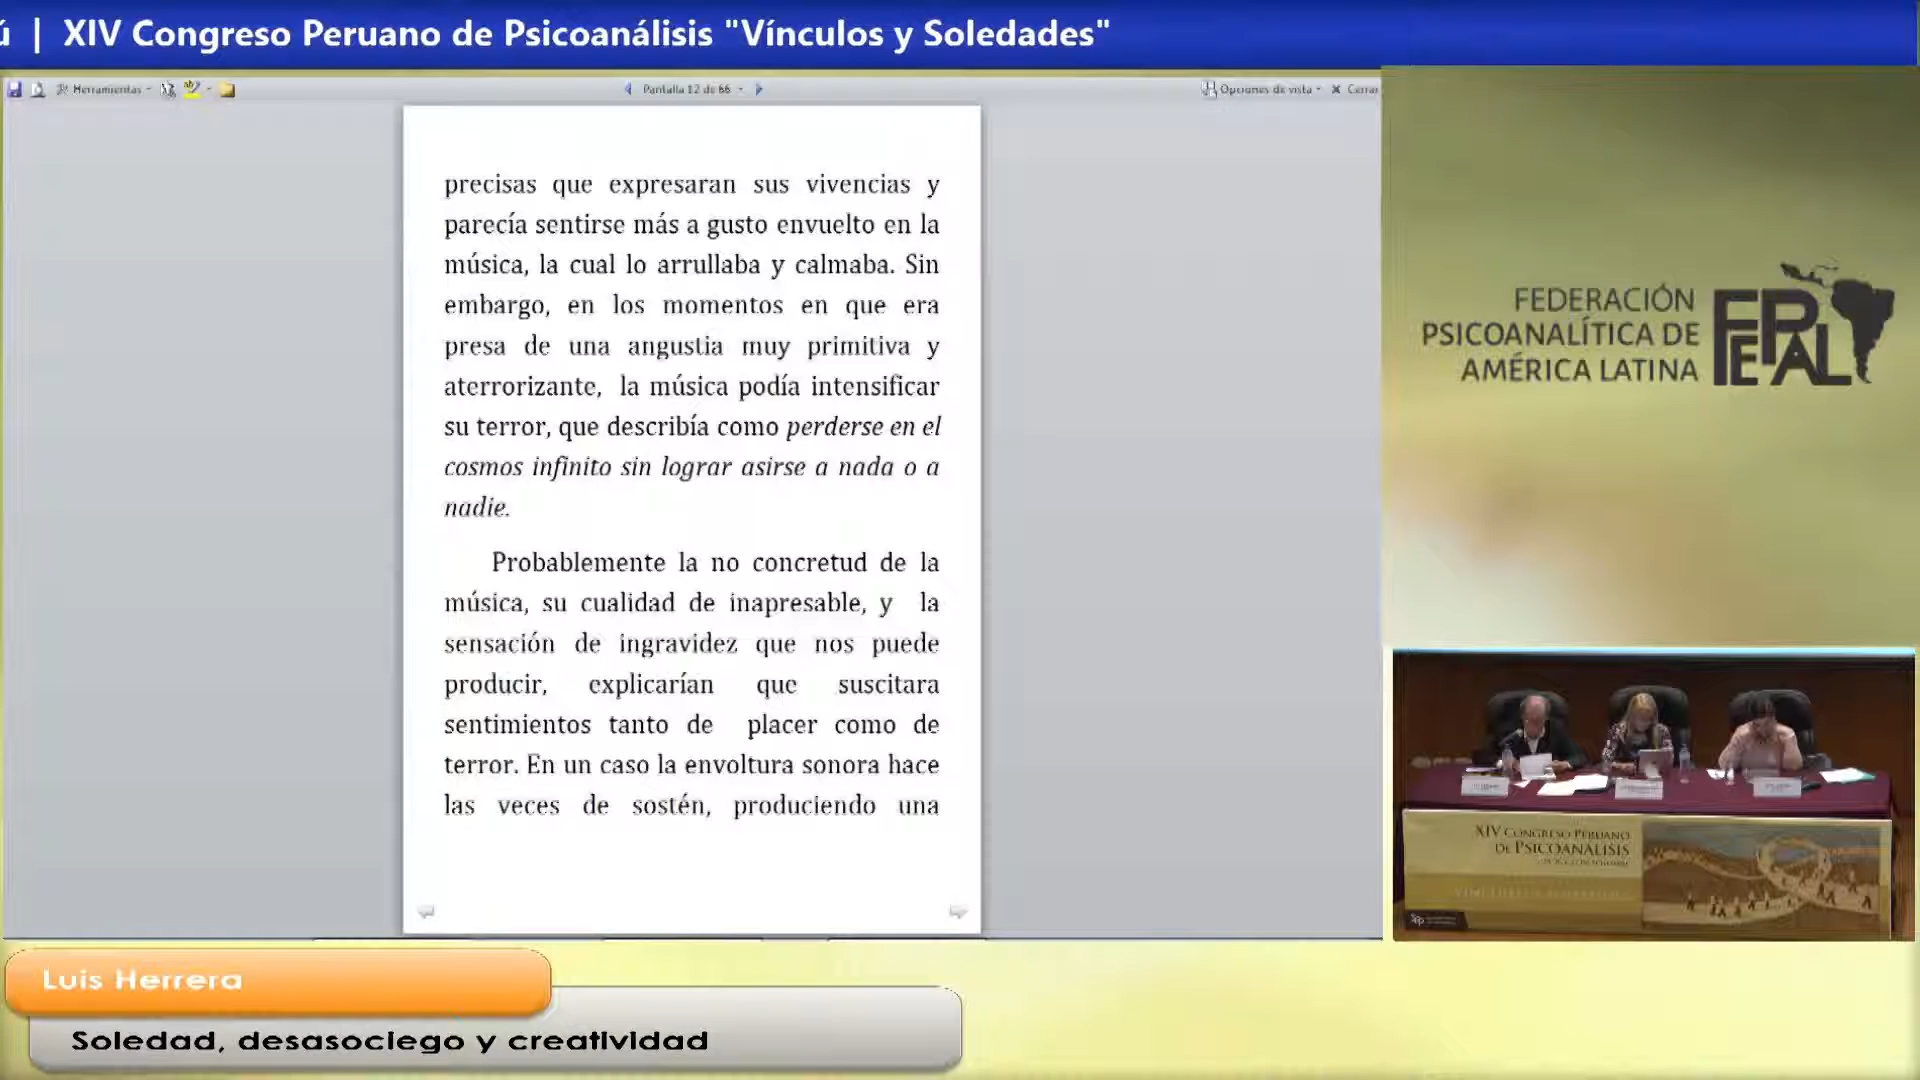 ú | XIV Congreso Peruano de Psicoanálisis "Vínculos y Soledades"
Herramientas
Pantalla 12 de 66
Opciones de vista
Cerrar
precisas que expresaran sus vivencias y
parecía sentirse más a gusto envuelto en la
música, la cual lo arrullaba y calmaba. Sin
embargo, en los momentos en que era
presa de una angustia muy primitiva y
aterrorizante, la música podía intensificar
su terror, que describía como perderse en el
cosmos infinito sin lograr asirse a nada o a
nadie.
Probablemente la no concretud de la
música, su cualidad de inapresable, y la
sensación de ingravidez que nos puede
producir, explicarían que suscitara
sentimientos tanto de placer como de
terror. En un caso la envoltura sonora hace
las veces de sostén, produciendo una
FEDERACIÓN
PSICOANALÍTICA DE
AMÉRICA LATINA
FEPAL
XIV CONGRESO PERUANO
DE PSICOANÁLISIS
Luis Herrera
Soledad, desasociego y creatividad